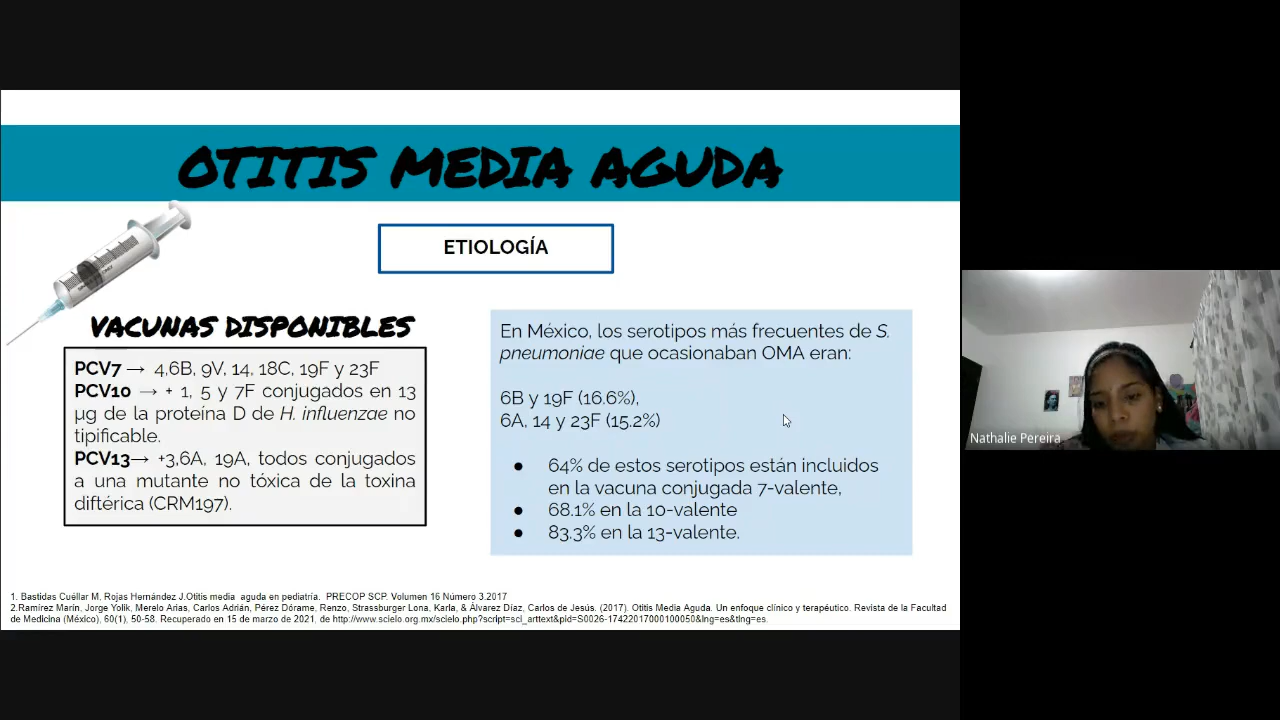 OTITIS MEDIA AGUDA
ETIOLOGÍA
VACUNAS DISPONIBLES
PCV7 → 4,6B, 9V, 14, 18C, 19F y 23F
PCV10 → + 1, 5 y 7F conjugados en 13
µg de la proteína D de H. influenzae no
tipificable.
PCV13→ +3,6A, 19A, todos conjugados
a una mutante no tóxica de la toxina
diftérica (CRM197).
En México, los serotipos más frecuentes de S.
pneumoniae que ocasionaban OMA eran:
6B y 19F (16.6%),
6A, 14 y 23F (15.2%)
● 64% de estos serotipos están incluidos
en la vacuna conjugada 7-valente,
● 68.1% en la 10-valente
● 83.3% en la 13-valente.
1. Bastidas Cuéllar M, Rojas Hernández J.Otitis media aguda en pediatría. PRECOP SCP. Volumen 16 Número 3.2017
2.Ramírez Marín, Jorge Yolik, Merelo Arias, Carlos Adrián, Pérez Dórame, Renzo, Strassburger Lona, Karla, & Álvarez Díaz, Carlos de Jesús. (2017). Otitis Media Aguda. Un enfoque clínico y terapéutico. Revista de la Facultad
de Medicina (México), 60(1), 50-58. Recuperado en 15 de marzo de 2021, de http://www.scielo.org.mx/scielo.php?script=sci_arttext&pid=S0026-17422017000100050&lng=es&tlng=es.
Nathalie Pereira